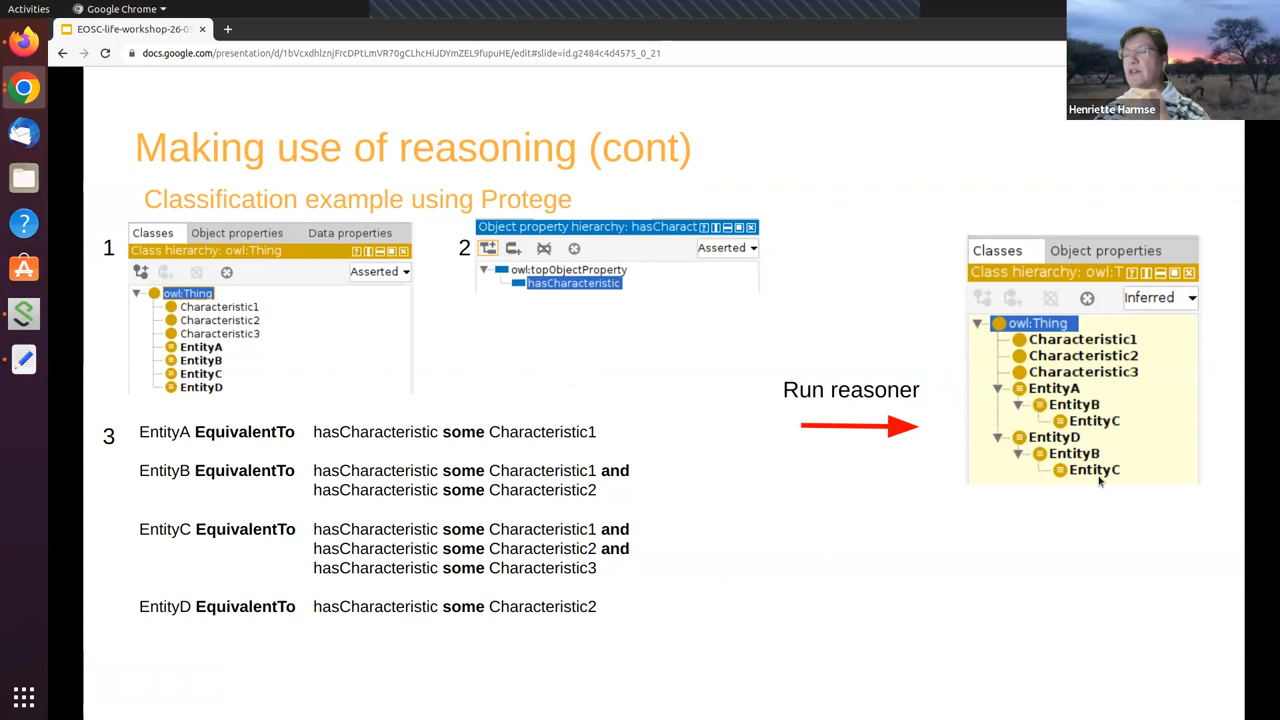 Activities
Google Chrome
EOSC-life-workshop-26-05
docs.google.com/presentation/d/1bVcxdhlznjFrcDPtLmVR70gCLhcHiJDYmZEL9fupuHE/edit#slide=id.g2484c4d4575_0_21
Henriette Harmse
Making use of reasoning (cont)
Classification example using Protege
1
Classes Object properties Data properties
Class hierarchy: owl:Thing
Asserted
owl:Thing
Characteristic1
Characteristic2
Characteristic3
EntityA
EntityB
EntityC
EntityD
2
Object property hierarchy: hasCharact
Asserted
owl:topObjectProperty
hasCharacteristic
3
EntityA EquivalentTo hasCharacteristic some Characteristic1
EntityB EquivalentTo hasCharacteristic some Characteristic1 and
hasCharacteristic some Characteristic2
EntityC EquivalentTo hasCharacteristic some Characteristic1 and
hasCharacteristic some Characteristic2 and
hasCharacteristic some Characteristic3
EntityD EquivalentTo hasCharacteristic some Characteristic2
Run reasoner
Classes Object properties
Class hierarchy: owl:T
Inferred
owl:Thing
Characteristic1
Characteristic2
Characteristic3
EntityA
EntityB
EntityC
EntityD
EntityB
EntityC